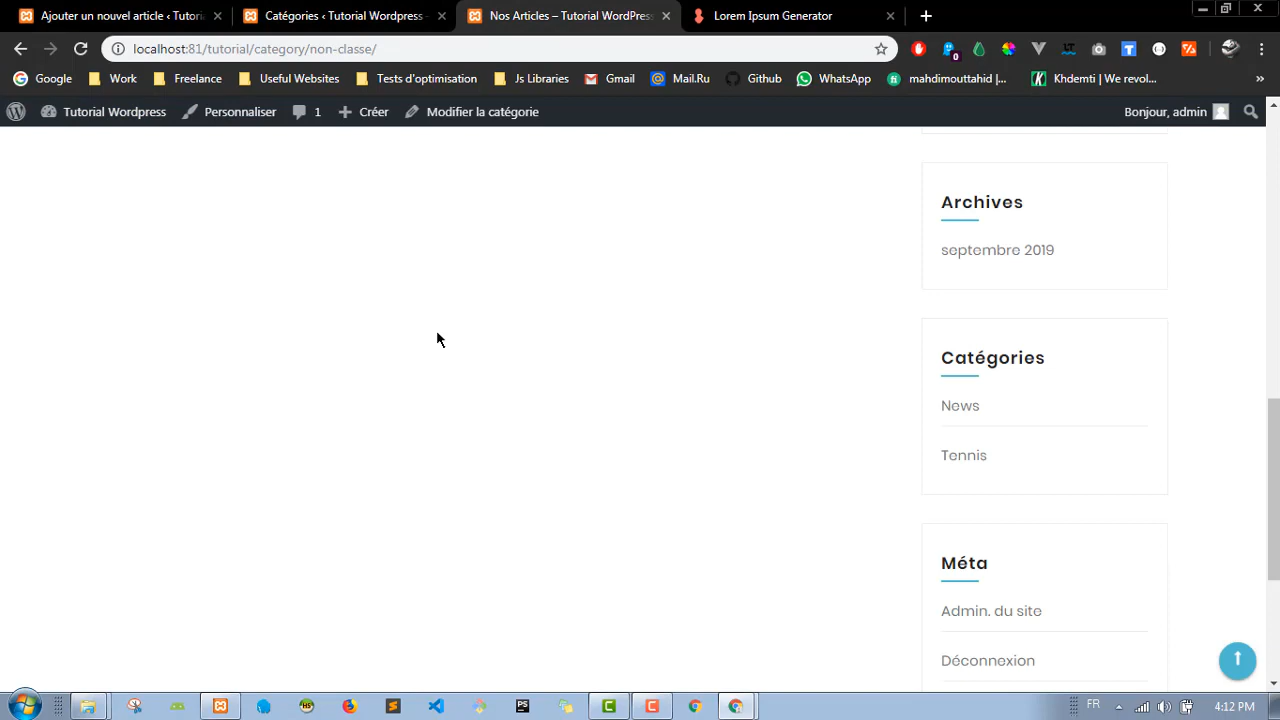 Ajouter un nouvel article ‹ Tutori
Catégories ‹ Tutorial Wordpress
Nos Articles – Tutorial WordPress
Lorem Ipsum Generator
localhost:81/tutorial/category/non-classe/
0
Google
Work
Freelance
Useful Websites
Tests d'optimisation
Js Libraries
Gmail
Mail.Ru
Github
WhatsApp
mahdimouttahid |...
Khdemti | We revol...
»
Tutorial Wordpress
Personnaliser
1
Créer
Modifier la catégorie
Bonjour, admin
Archives
septembre 2019
Catégories
News
Tennis
Méta
Admin. du site
Déconnexion
FR
4:12 PM